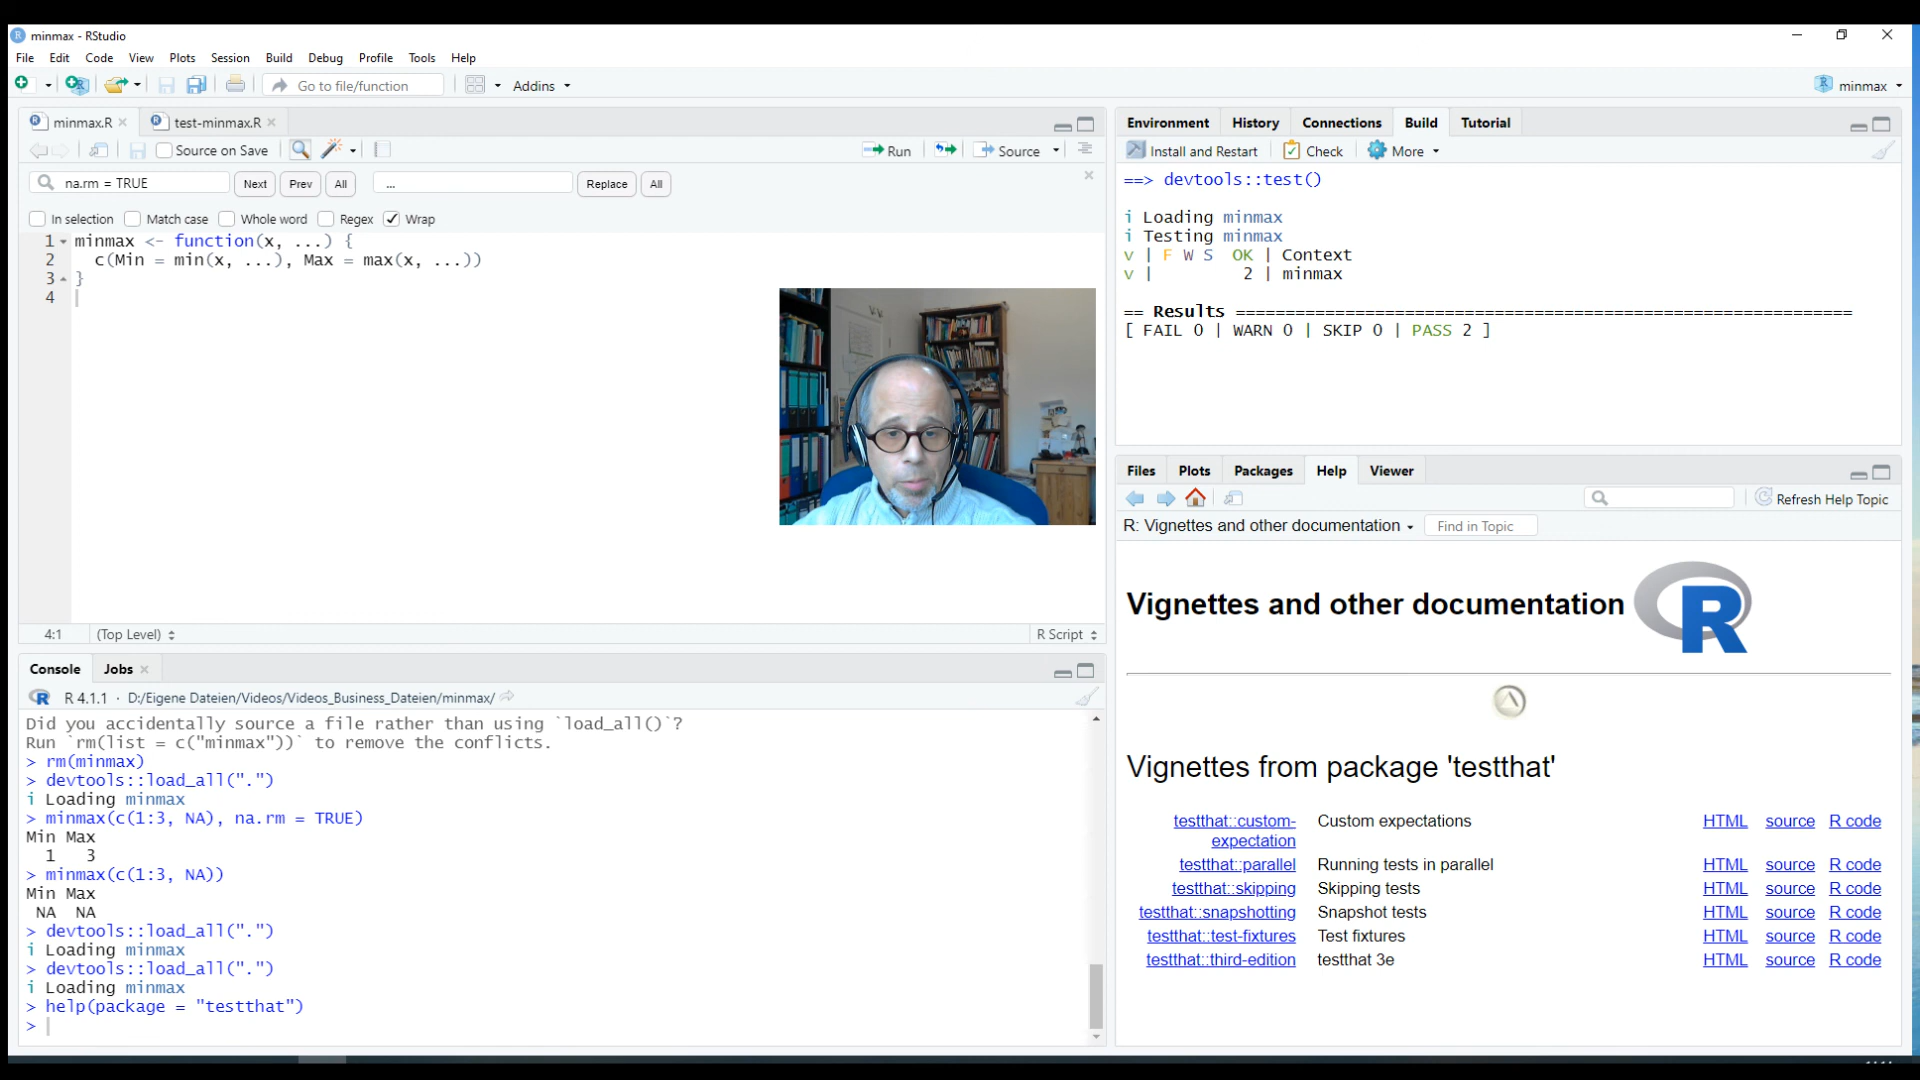 minmax - RStudio
File Edit Code View Plots Session Build Debug Profile Tools Help
Go to file/function Addins minmax
minmax.R test-minmax.R
Source on Save Run Source
na.rm = TRUE Next Prev All ... Replace All
In selection Match case Whole word Regex Wrap
1 minmax <- function(x, ...) {
2 c(Min = min(x, ...), Max = max(x, ...))
3 }
4
4:1 (Top Level) R Script
Console Jobs
R 4.1.1 · D:/Eigene Dateien/Videos/Videos_Business_Dateien/minmax/
Did you accidentally source a file rather than using `load_all()`?
Run `rm(list = c("minmax"))` to remove the conflicts.
> rm(minmax)
> devtools::load_all(".")
i Loading minmax
> minmax(c(1:3, NA), na.rm = TRUE)
Min Max
1 3
> minmax(c(1:3, NA))
Min Max
NA NA
> devtools::load_all(".")
i Loading minmax
> devtools::load_all(".")
i Loading minmax
> help(package = "testthat")
>
Environment History Connections Build Tutorial
Install and Restart Check More
==> devtools::test()
i Loading minmax
i Testing minmax
v | F W S OK | Context
v | 2 | minmax
== Results ==============================================================
[ FAIL 0 | WARN 0 | SKIP 0 | PASS 2 ]
Files Plots Packages Help Viewer
Refresh Help Topic
R: Vignettes and other documentation Find in Topic
Vignettes and other documentation R
Vignettes from package 'testthat'
testthat::custom- Custom expectations HTML source R code
expectation
testthat::parallel Running tests in parallel HTML source R code
testthat::skipping Skipping tests HTML source R code
testthat::snapshotting Snapshot tests HTML source R code
testthat::test-fixtures Test fixtures HTML source R code
testthat::third-edition testthat 3e HTML source R code